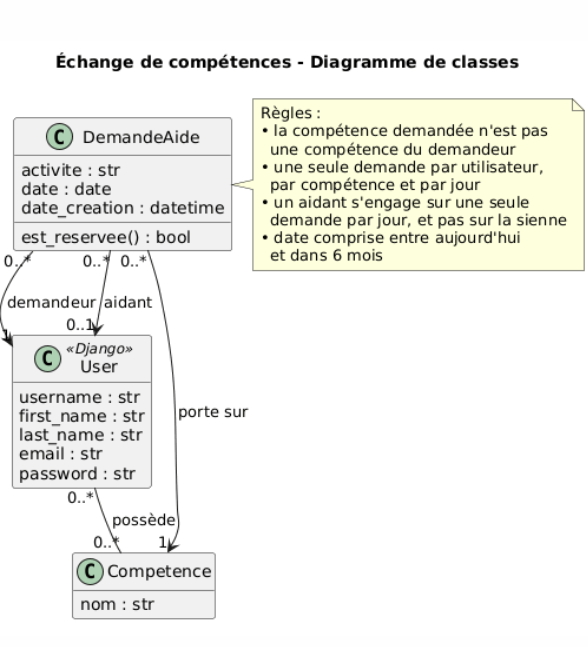 Échange de compétences - Diagramme de classes
C DemandeAide
activite : str
date : date
date_creation : datetime
est_reservee() : bool
Règles :
• la compétence demandée n'est pas
une compétence du demandeur
• une seule demande par utilisateur,
par compétence et par jour
• un aidant s'engage sur une seule
demande par jour, et pas sur la sienne
• date comprise entre aujourd'hui
et dans 6 mois
0..* 0..* 0..*
demandeur aidant
1 0..1
«Django»
C User
username : str
first_name : str
last_name : str
email : str
password : str
porte sur
0..*
possède
0..* 1
C Competence
nom : str